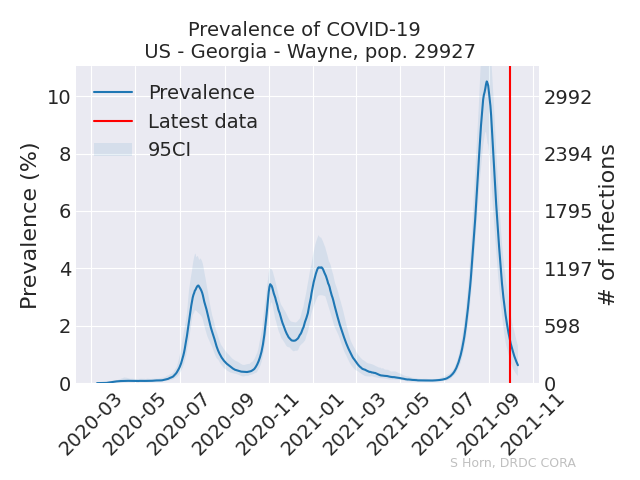 Prevalence of COVID-19
US - Georgia - Wayne, pop. 29927
Prevalence
Latest data
95CI
Prevalence (%)
10
8
6
4
2
0
2992
2394
1795
1197
598
0
# of infections
2020-03
2020-05
2020-07
2020-09
2020-11
2021-01
2021-03
2021-05
2021-07
2021-09
2021-11
S Horn, DRDC CORA